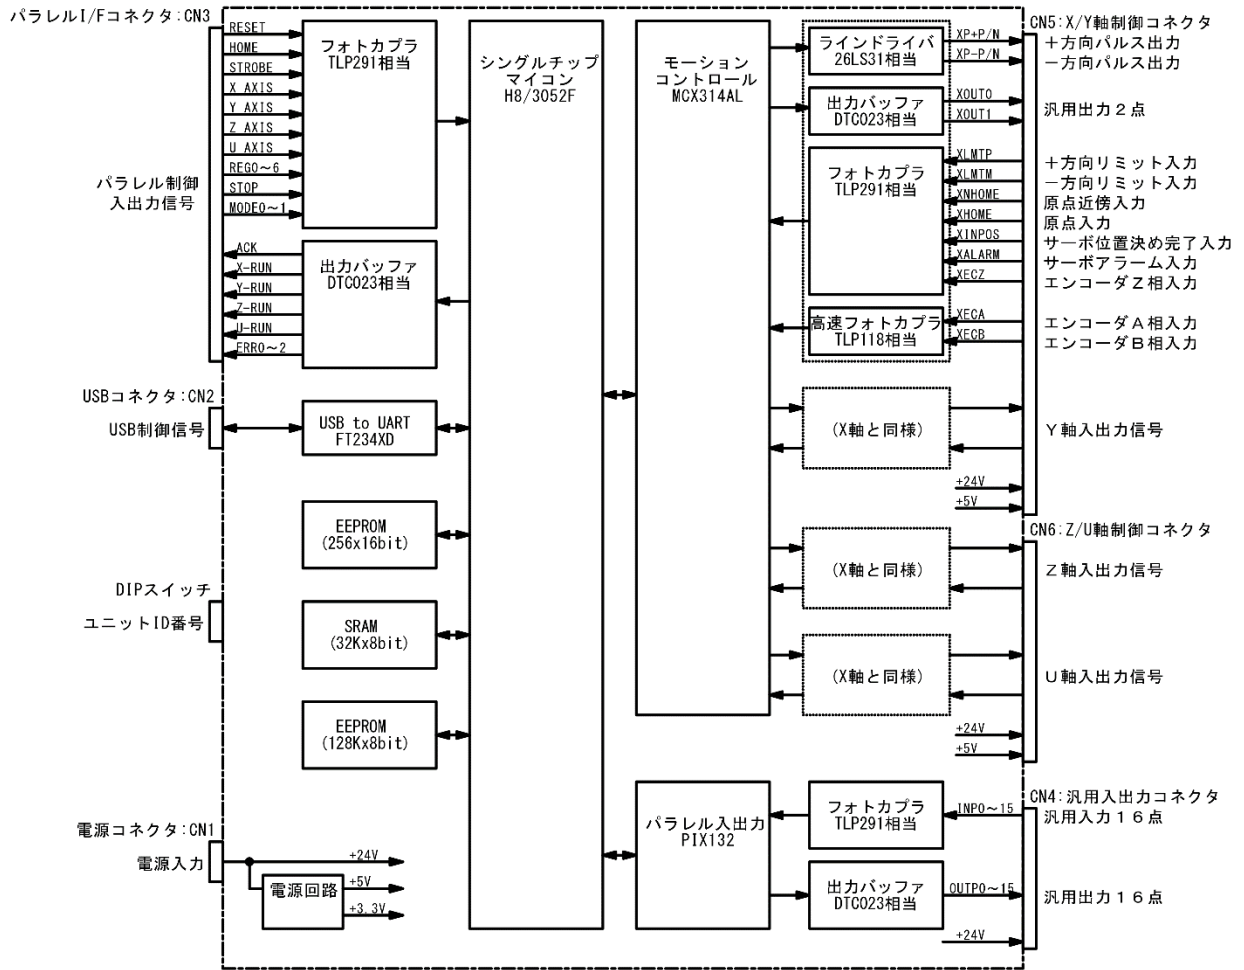 パラレルI/Fコネクタ:CN3
RESET
HOME
STROBE
X AXIS
Y AXIS
Z AXIS
U AXIS
REG0～6
STOP
MODE0～1
パラレル制御
入出力信号
ACK
X-RUN
Y-RUN
Z-RUN
U-RUN
ERR0～2
フォトカプラ
TLP291相当
出力バッファ
DTC023相当
USBコネクタ:CN2
USB制御信号
USB to UART
FT234XD
EEPROM
(256x16bit)
DIPスイッチ
ユニットID番号
SRAM
(32Kx8bit)
EEPROM
(128Kx8bit)
電源コネクタ:CN1
電源入力
電源回路
+24V
+5V
+3.3V
シングルチップ
マイコン
H8/3052F
モーション
コントロール
MCX314AL
パラレル入出力
PIX132
ラインドライバ
26LS31相当
出力バッファ
DTC023相当
フォトカプラ
TLP291相当
高速フォトカプラ
TLP118相当
(X軸と同様)
(X軸と同様)
(X軸と同様)
フォトカプラ
TLP291相当
出力バッファ
DTC023相当
CN5:X/Y軸制御コネクタ
XP+P/N
＋方向パルス出力
XP-P/N
－方向パルス出力
XOUT0
XOUT1
汎用出力２点
XLMTP
＋方向リミット入力
XLMTM
－方向リミット入力
XNHOME
原点近傍入力
XHOME
原点入力
XINPOS
サーボ位置決め完了入力
XALARM
サーボアラーム入力
XECZ
エンコーダＺ相入力
XECA
エンコーダＡ相入力
XECB
エンコーダＢ相入力
Ｙ軸入出力信号
+24V
+5V
CN6:Z/U軸制御コネクタ
Ｚ軸入出力信号
Ｕ軸入出力信号
+24V
+5V
CN4:汎用入出力コネクタ
INP0～15
汎用入力１６点
OUTP0～15
汎用出力１６点
+24V